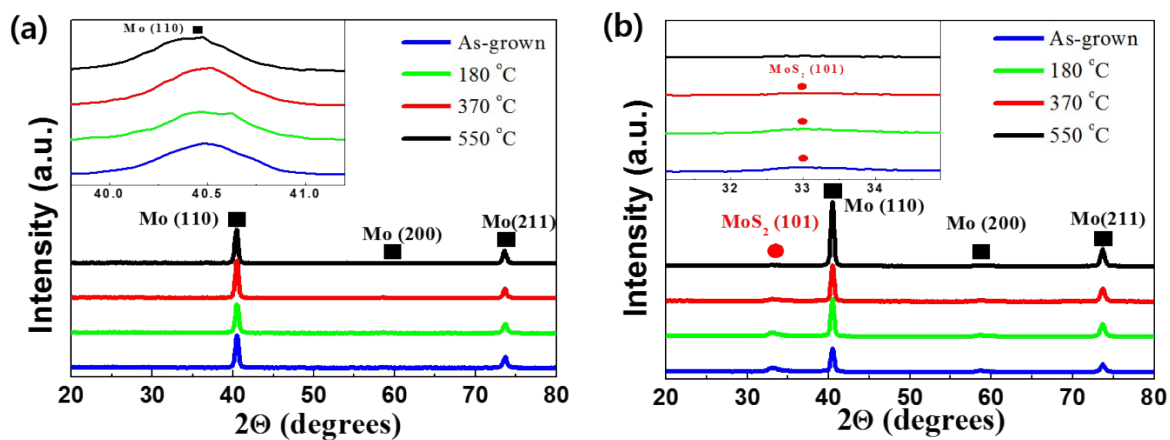 (a)
Mo (110)
40.0 40.5 41.0
As-grown
180 °C
370 °C
550 °C
Mo (110)
Mo (200)
Mo(211)
Intensity (a.u.)
20 30 40 50 60 70 80
2Θ (degrees)
(b)
MoS₂ (101)
32 33 34
As-grown
180 °C
370 °C
550 °C
MoS₂ (101)
Mo (110)
Mo (200)
Mo(211)
Intensity (a.u.)
20 30 40 50 60 70 80
2Θ (degrees)